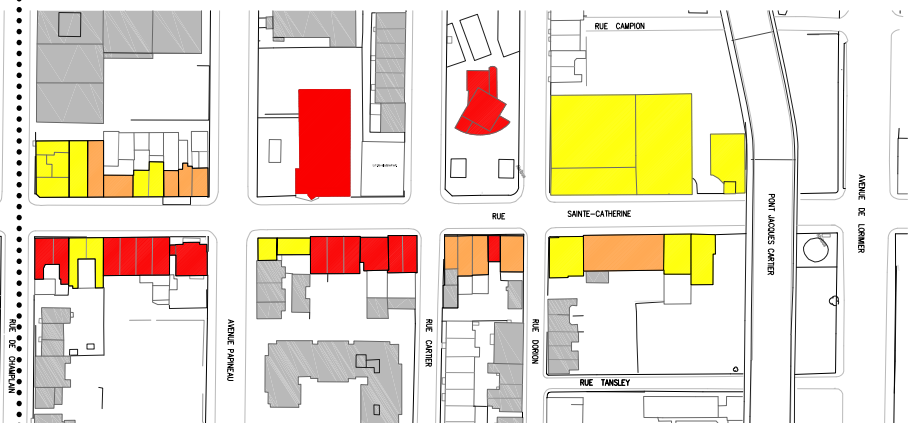 RUE CAMPION
RUE SAINTE-CATHERINE
AVENUE DE LORIMIER
PONT JACQUES CARTIER
RUE DE CHAMPLAIN
AVENUE PAPINEAU
RUE CARTIER
RUE DORION
RUE TANSLEY